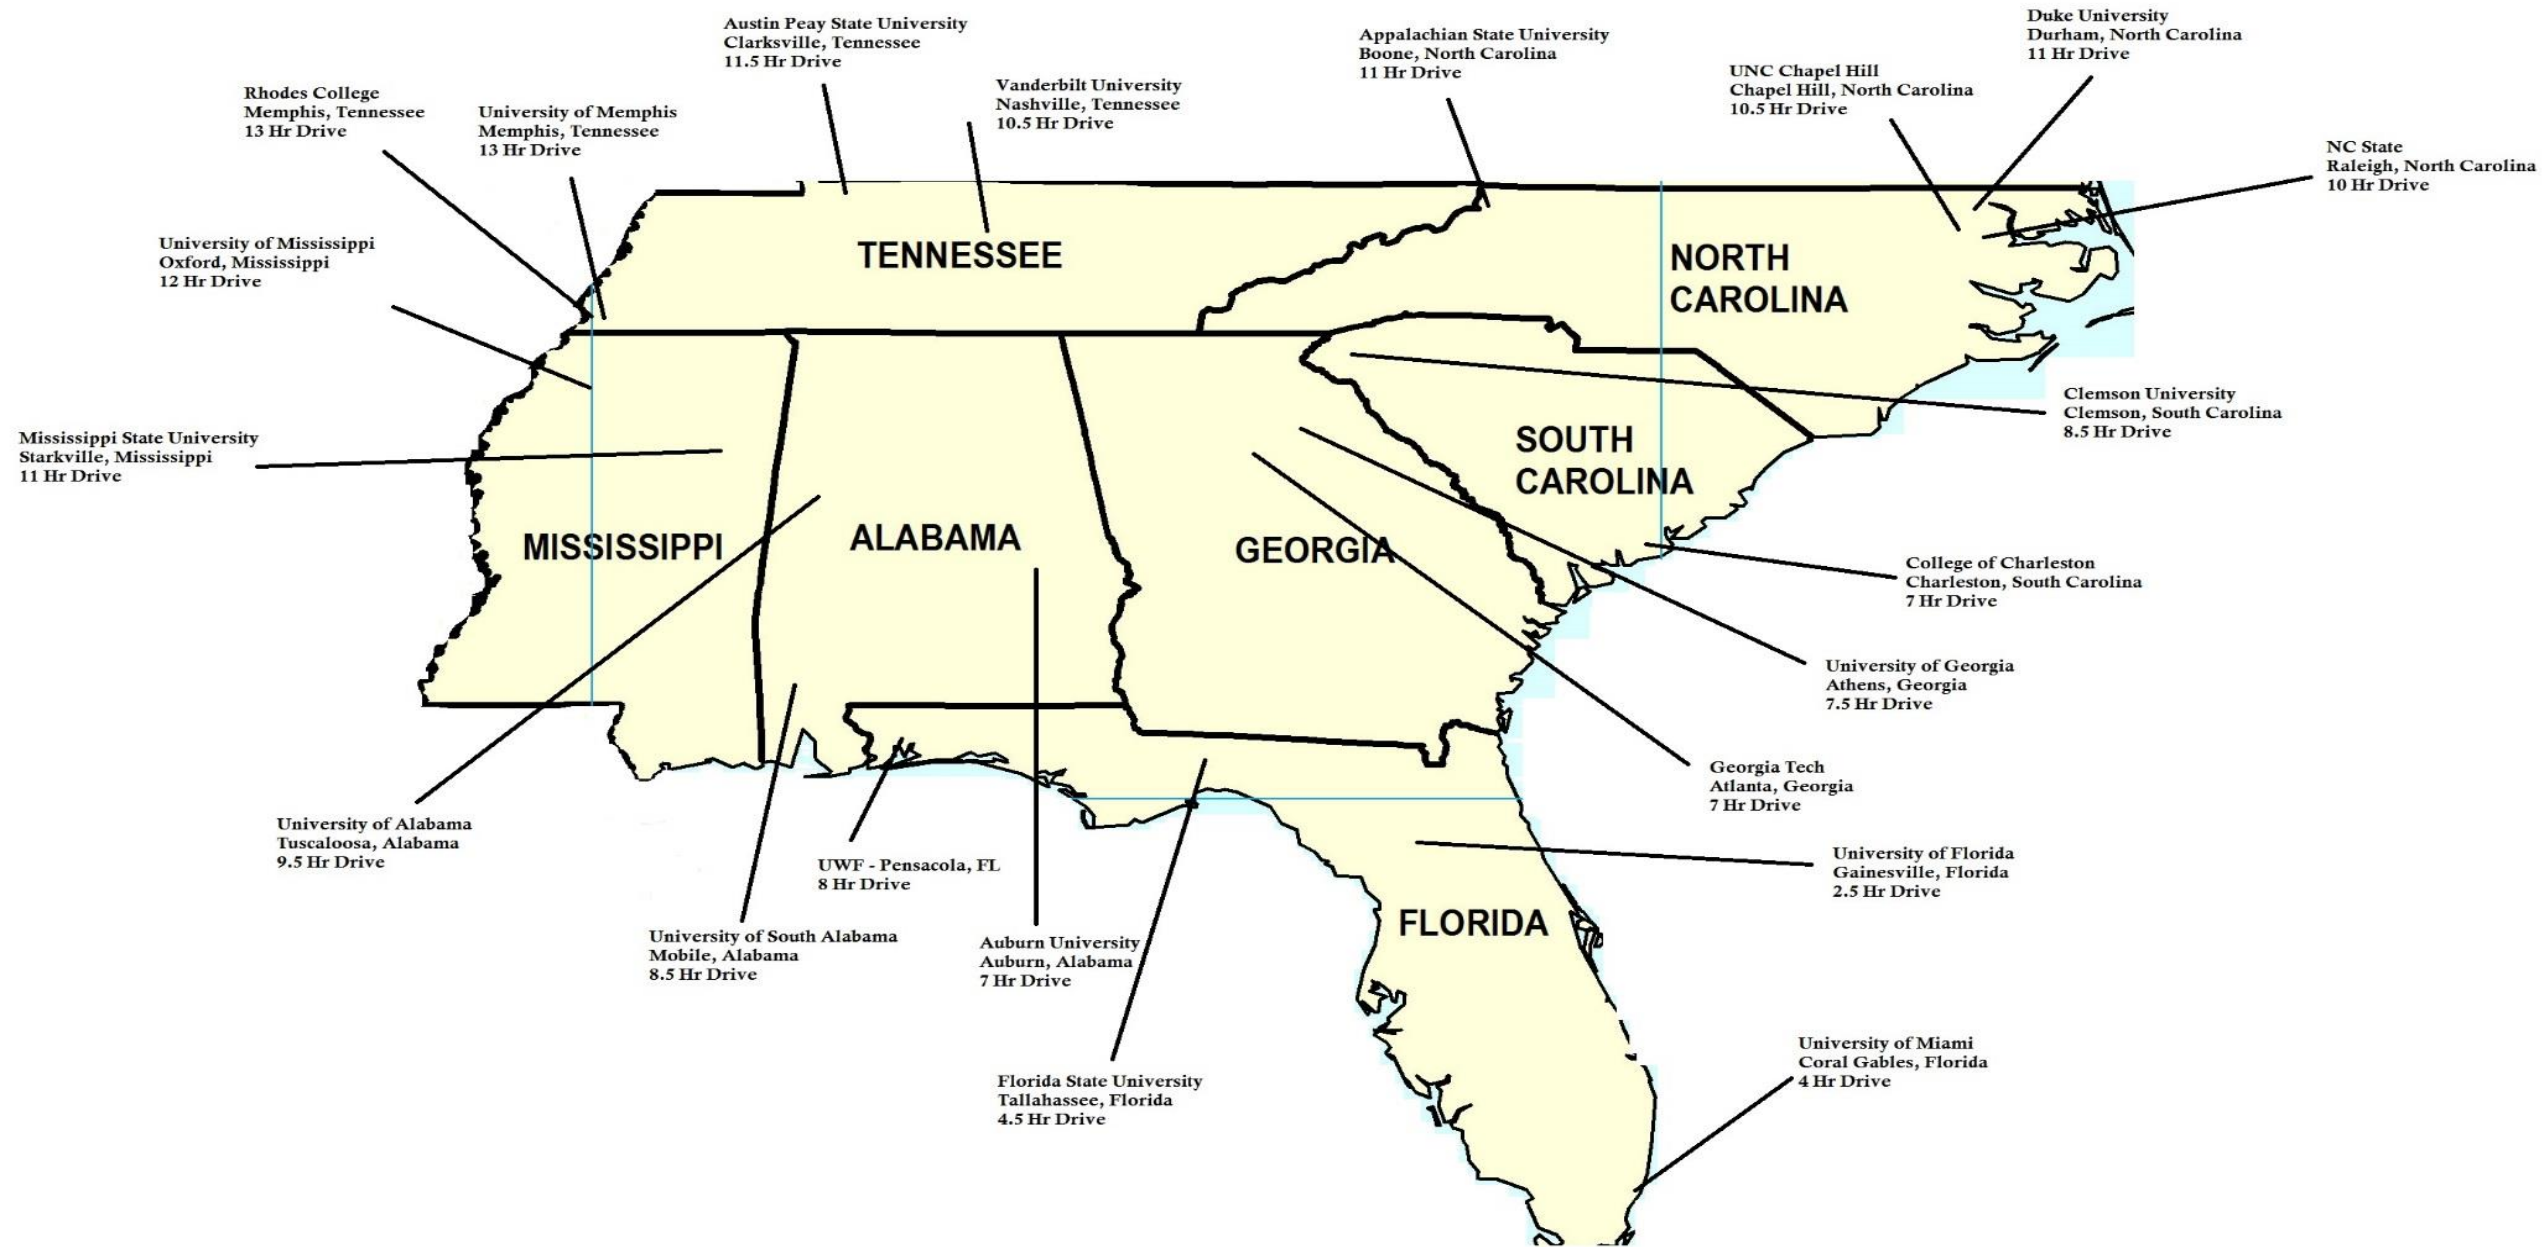 Austin Peay State University
Clarksville, Tennessee
11.5 Hr Drive
Duke University
Durham, North Carolina
11 Hr Drive
Appalachian State University
Boone, North Carolina
11 Hr Drive
UNC Chapel Hill
Chapel Hill, North Carolina
10.5 Hr Drive
Vanderbilt University
Nashville, Tennessee
10.5 Hr Drive
Rhodes College
Memphis, Tennessee
13 Hr Drive
University of Memphis
Memphis, Tennessee
13 Hr Drive
NC State
Raleigh, North Carolina
10 Hr Drive
University of Mississippi
Oxford, Mississippi
12 Hr Drive
TENNESSEE
NORTH
CAROLINA
Clemson University
Clemson, South Carolina
8.5 Hr Drive
Mississippi State University
Starkville, Mississippi
11 Hr Drive
SOUTH
CAROLINA
MISSISSIPPI
ALABAMA
GEORGIA
College of Charleston
Charleston, South Carolina
7 Hr Drive
University of Georgia
Athens, Georgia
7.5 Hr Drive
Georgia Tech
Atlanta, Georgia
7 Hr Drive
University of Alabama
Tuscaloosa, Alabama
9.5 Hr Drive
UWF - Pensacola, FL
8 Hr Drive
University of Florida
Gainesville, Florida
2.5 Hr Drive
FLORIDA
University of South Alabama
Mobile, Alabama
8.5 Hr Drive
Auburn University
Auburn, Alabama
7 Hr Drive
University of Miami
Coral Gables, Florida
4 Hr Drive
Florida State University
Tallahassee, Florida
4.5 Hr Drive